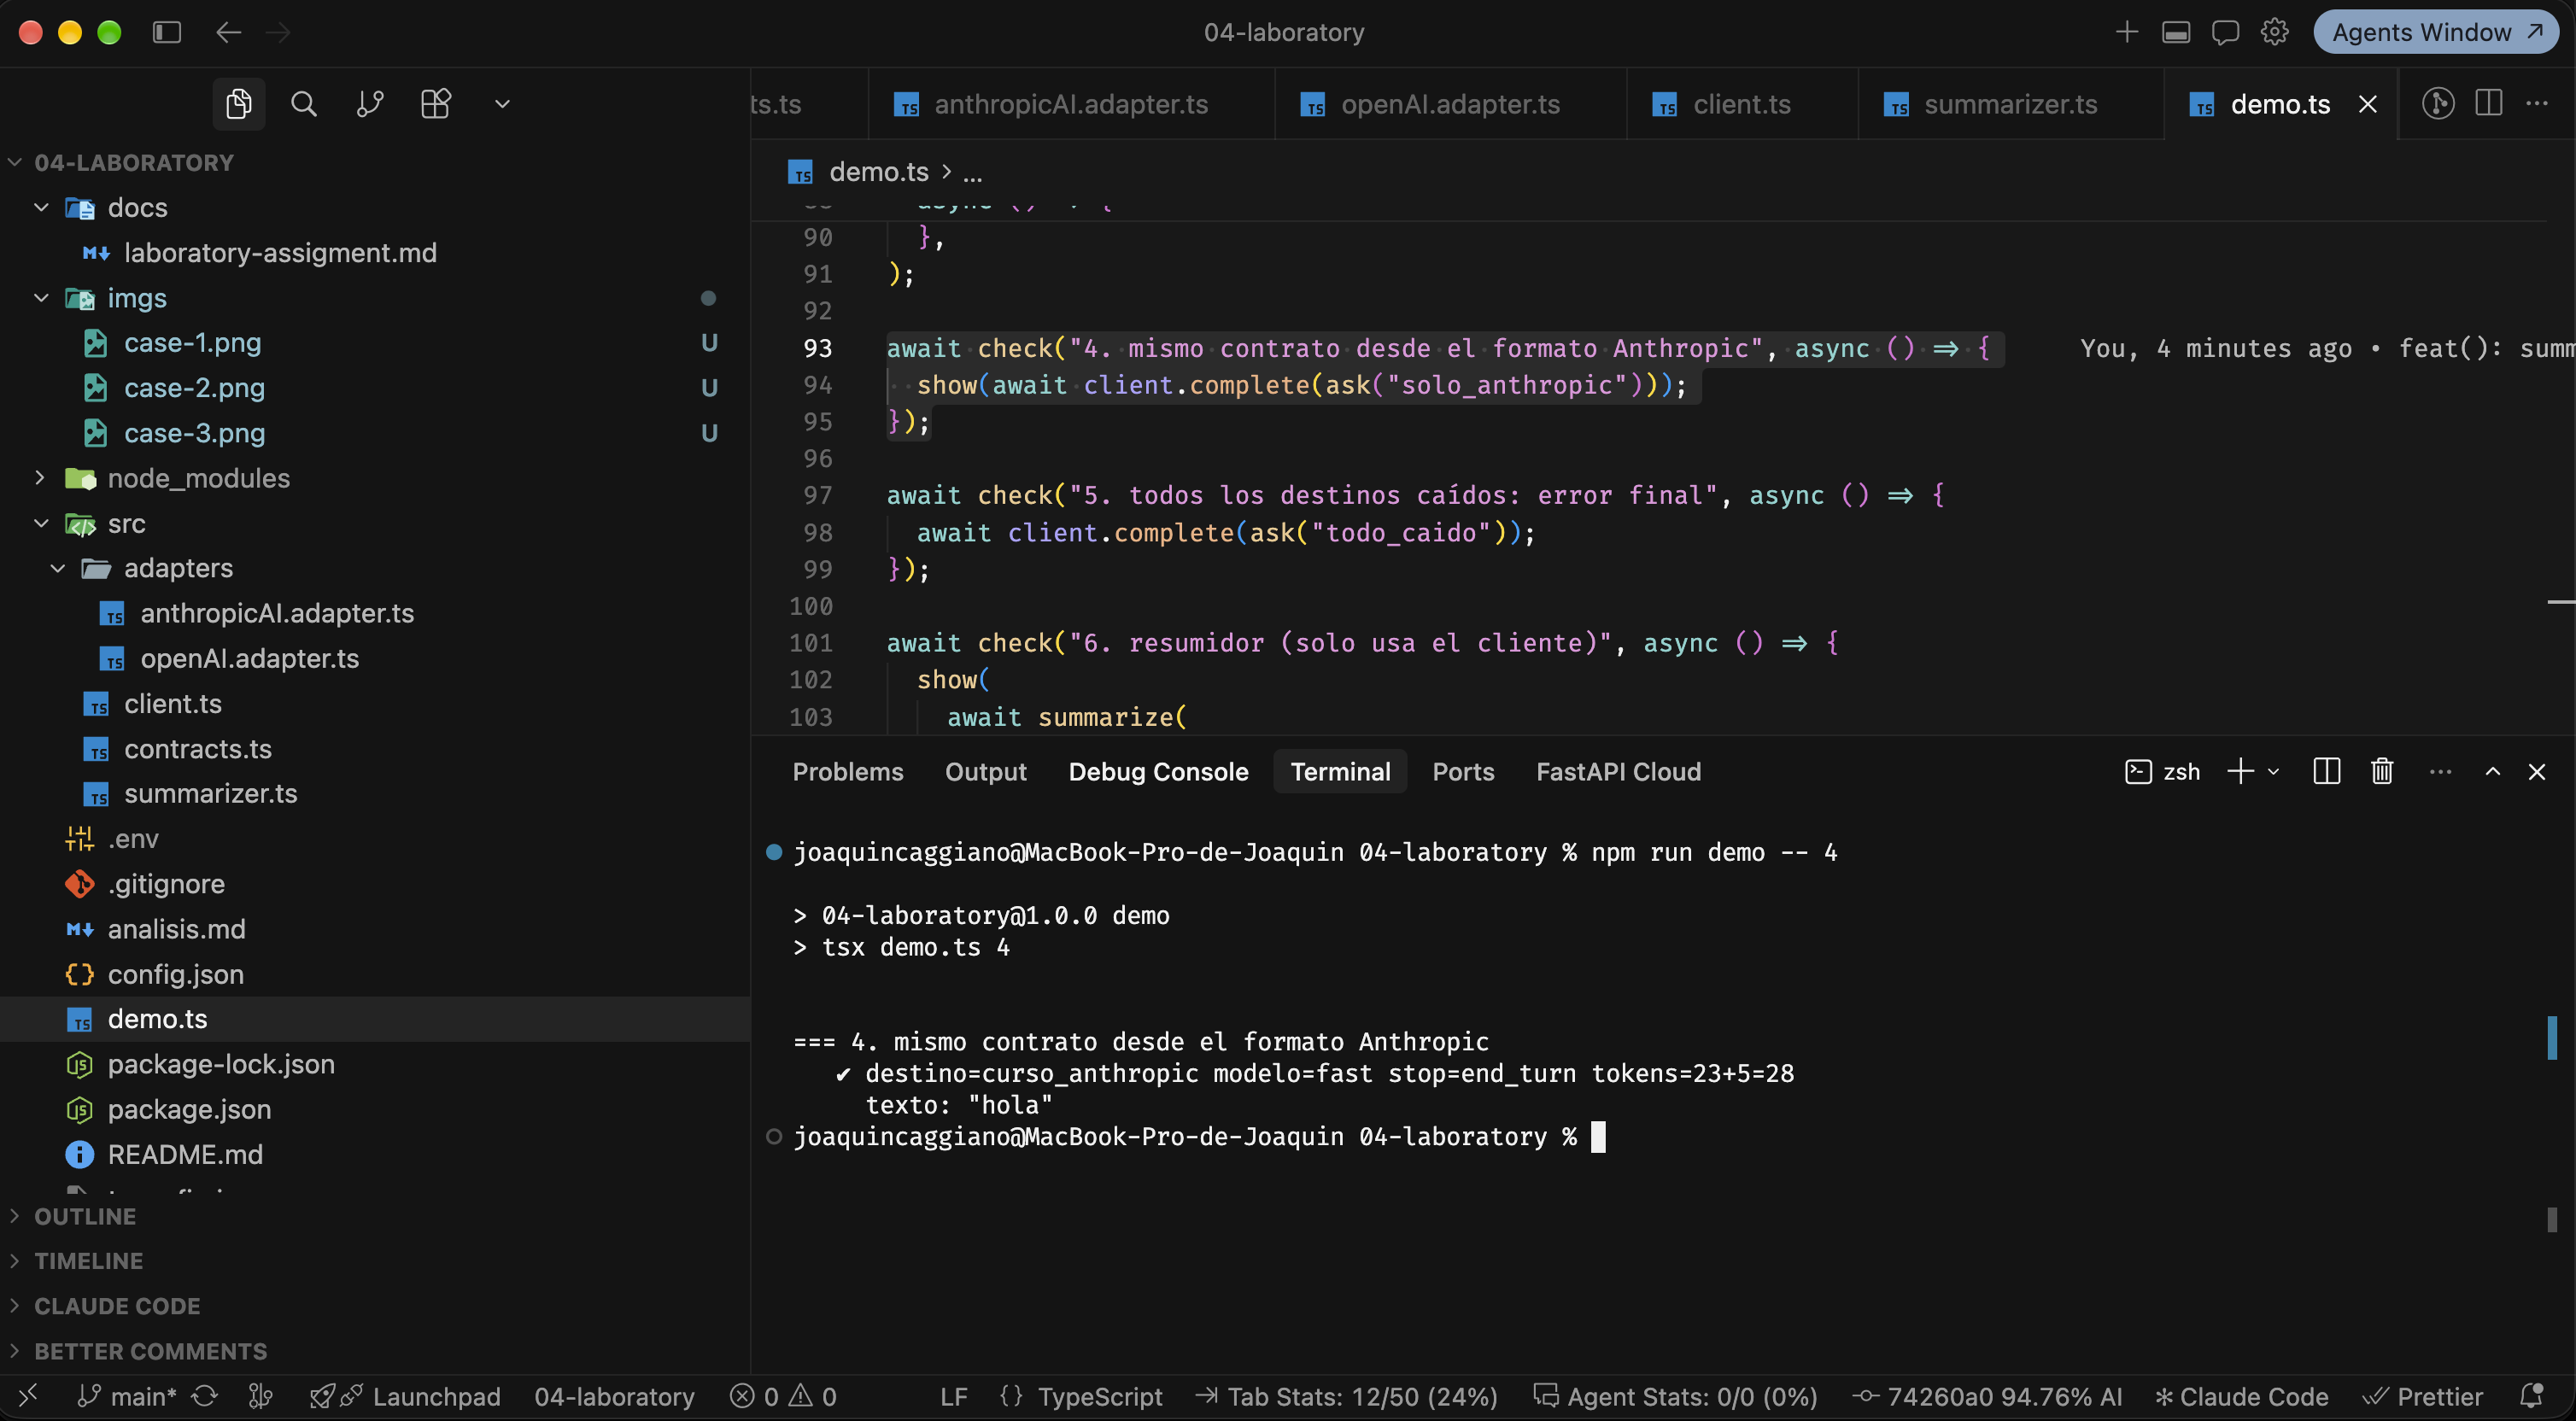 04-laboratory
Agents Window
ts.ts
anthropicAI.adapter.ts
openAI.adapter.ts
client.ts
summarizer.ts
demo.ts
04-LABORATORY
docs
laboratory-assigment.md
imgs
case-1.png U
case-2.png U
case-3.png U
node_modules
src
adapters
anthropicAI.adapter.ts
openAI.adapter.ts
client.ts
contracts.ts
summarizer.ts
.env
.gitignore
analisis.md
config.json
demo.ts
package-lock.json
package.json
README.md
OUTLINE
TIMELINE
CLAUDE CODE
BETTER COMMENTS
demo.ts > ...
90 },
91 );
92
93 await check("4. mismo contrato desde el formato Anthropic", async () => { You, 4 minutes ago • feat(): summ
94 show(await client.complete(ask("solo_anthropic")));
95 });
96
97 await check("5. todos los destinos caídos: error final", async () => {
98 await client.complete(ask("todo_caido"));
99 });
100
101 await check("6. resumidor (solo usa el cliente)", async () => {
102 show(
103 await summarize(
Problems Output Debug Console Terminal Ports FastAPI Cloud zsh
joaquincaggiano@MacBook-Pro-de-Joaquin 04-laboratory % npm run demo -- 4
> 04-laboratory@1.0.0 demo
> tsx demo.ts 4
=== 4. mismo contrato desde el formato Anthropic
✔ destino=curso_anthropic modelo=fast stop=end_turn tokens=23+5=28
texto: "hola"
joaquincaggiano@MacBook-Pro-de-Joaquin 04-laboratory %
main* Launchpad 04-laboratory 0 0 LF {} TypeScript Tab Stats: 12/50 (24%) Agent Stats: 0/0 (0%) 74260a0 94.76% AI Claude Code Prettier